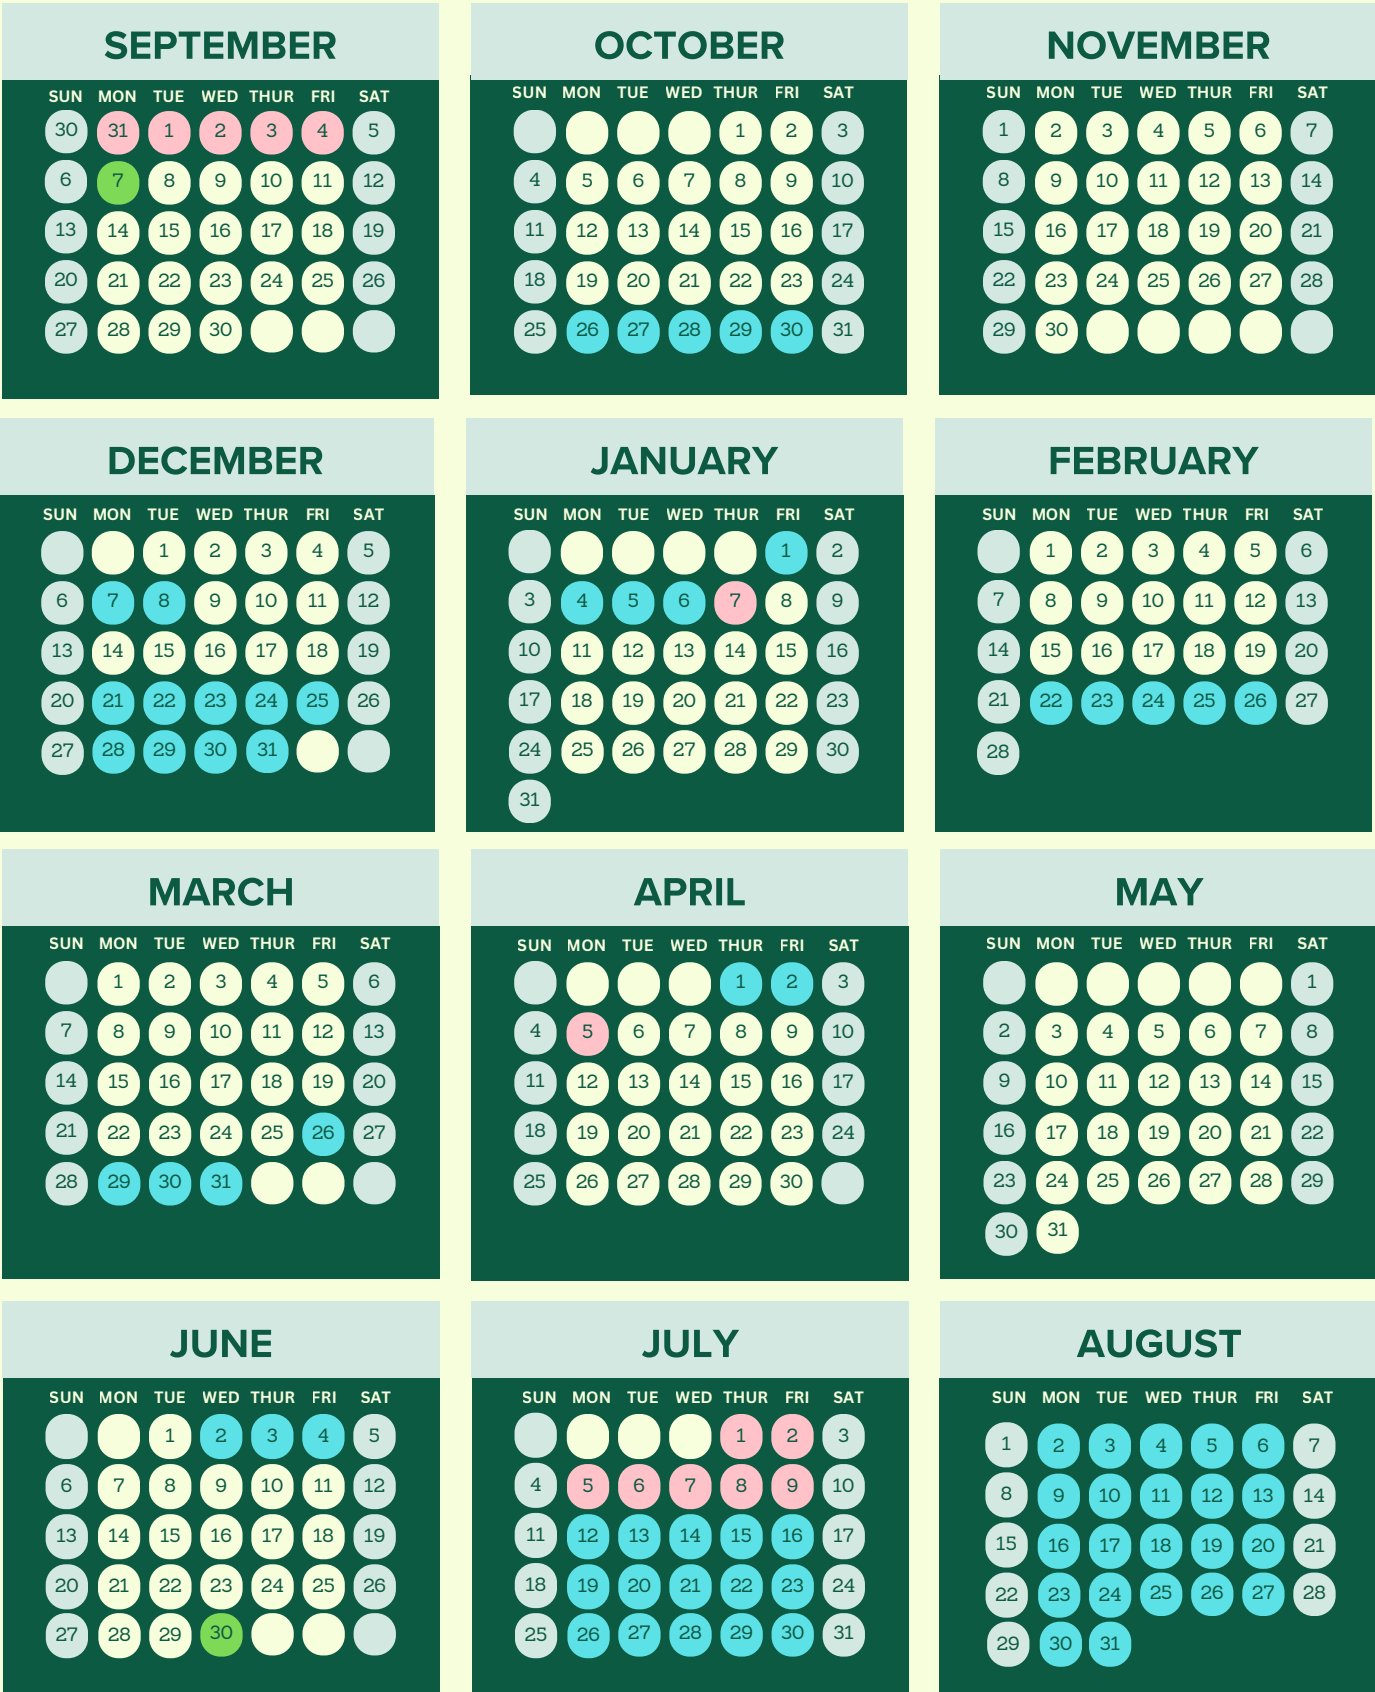 SEPTEMBER
SUN MON TUE WED THUR FRI SAT
30 31 1 2 3 4 5
6 7 8 9 10 11 12
13 14 15 16 17 18 19
20 21 22 23 24 25 26
27 28 29 30
OCTOBER
SUN MON TUE WED THUR FRI SAT
1 2 3
4 5 6 7 8 9 10
11 12 13 14 15 16 17
18 19 20 21 22 23 24
25 26 27 28 29 30 31
NOVEMBER
SUN MON TUE WED THUR FRI SAT
1 2 3 4 5 6 7
8 9 10 11 12 13 14
15 16 17 18 19 20 21
22 23 24 25 26 27 28
29 30
DECEMBER
SUN MON TUE WED THUR FRI SAT
1 2 3 4 5
6 7 8 9 10 11 12
13 14 15 16 17 18 19
20 21 22 23 24 25 26
27 28 29 30 31
JANUARY
SUN MON TUE WED THUR FRI SAT
1 2
3 4 5 6 7 8 9
10 11 12 13 14 15 16
17 18 19 20 21 22 23
24 25 26 27 28 29 30
31
FEBRUARY
SUN MON TUE WED THUR FRI SAT
1 2 3 4 5 6
7 8 9 10 11 12 13
14 15 16 17 18 19 20
21 22 23 24 25 26 27
28
MARCH
SUN MON TUE WED THUR FRI SAT
1 2 3 4 5 6
7 8 9 10 11 12 13
14 15 16 17 18 19 20
21 22 23 24 25 26 27
28 29 30 31
APRIL
SUN MON TUE WED THUR FRI SAT
1 2 3
4 5 6 7 8 9 10
11 12 13 14 15 16 17
18 19 20 21 22 23 24
25 26 27 28 29 30
MAY
SUN MON TUE WED THUR FRI SAT
1
2 3 4 5 6 7 8
9 10 11 12 13 14 15
16 17 18 19 20 21 22
23 24 25 26 27 28 29
30 31
JUNE
SUN MON TUE WED THUR FRI SAT
1 2 3 4 5
6 7 8 9 10 11 12
13 14 15 16 17 18 19
20 21 22 23 24 25 26
27 28 29 30
JULY
SUN MON TUE WED THUR FRI SAT
1 2 3
4 5 6 7 8 9 10
11 12 13 14 15 16 17
18 19 20 21 22 23 24
25 26 27 28 29 30 31
AUGUST
SUN MON TUE WED THUR FRI SAT
1 2 3 4 5 6 7
8 9 10 11 12 13 14
15 16 17 18 19 20 21
22 23 24 25 26 27 28
29 30 31